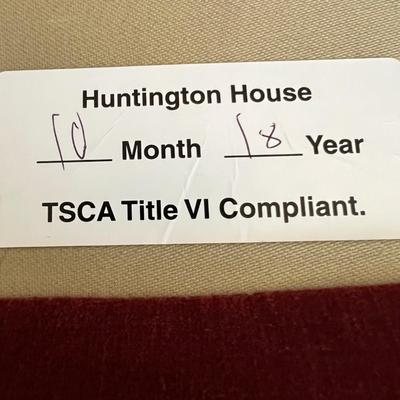 Huntington House
10 Month 18 Year
TSCA Title VI Compliant.